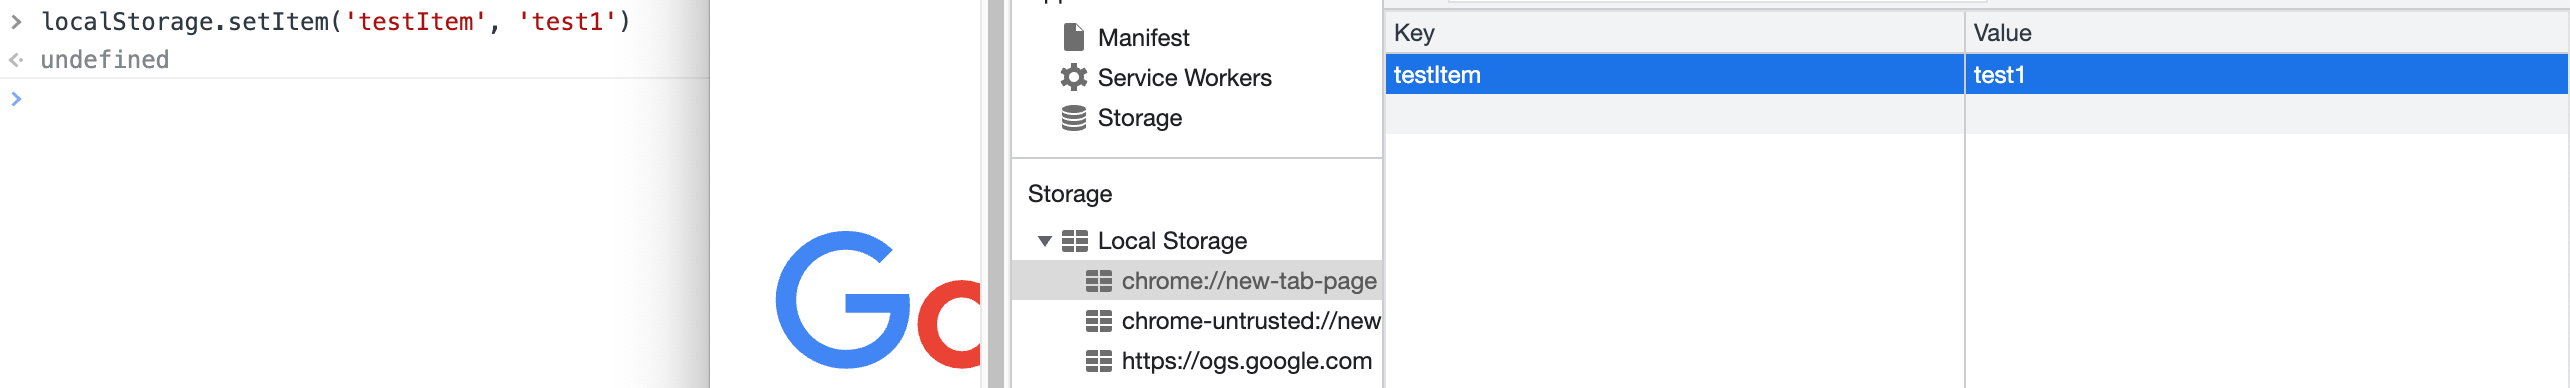 > localStorage.setItem('testItem', 'test1')
undefined
>
Manifest
Service Workers
Storage
Storage
Local Storage
chrome://new-tab-page
chrome-untrusted://new
https://ogs.google.com
Go
Key Value
testItem test1